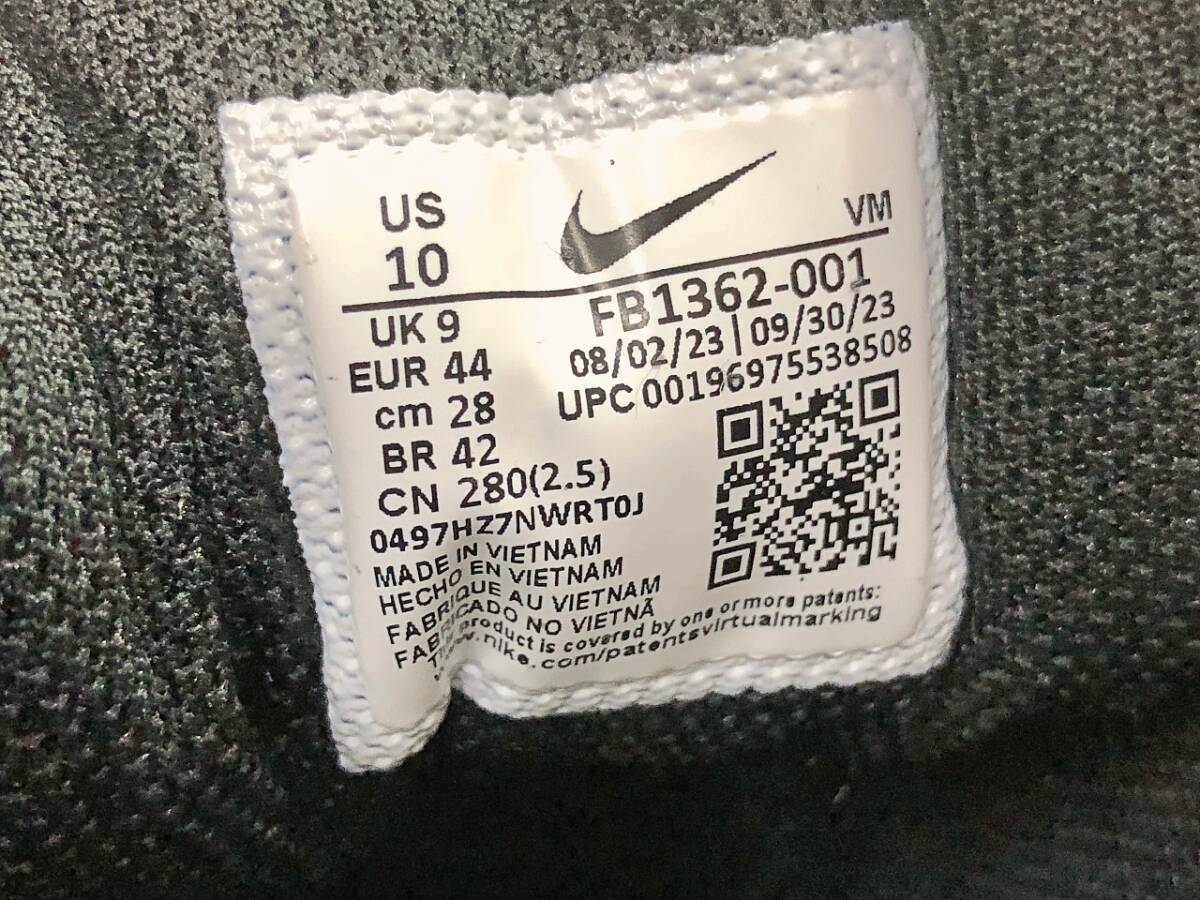 US
10
VM
UK 9
EUR 44
cm 28
BR 42
CN 280(2.5)
0497HZ7NWRT0J
FB1362-001
08/02/23 | 09/30/23
UPC 00196975538508
MADE IN VIETNAM
HECHO EN VIETNAM
FABRIQUE AU VIETNAM
FABRICADO NO VIETNÃ
product is covered by one or more patents:
www.nike.com/patentsvirtualmarking